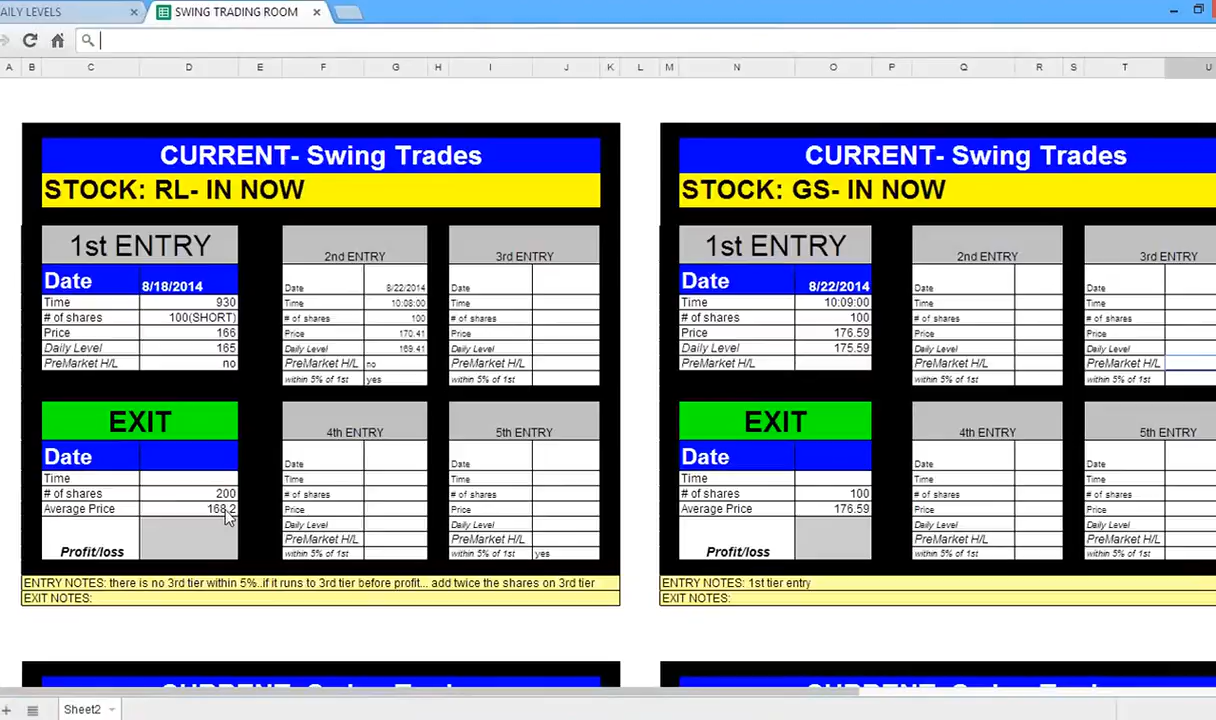 AILY LEVELS
SWING TRADING ROOM
A B C D E F G H I J K L M N O P Q R S T U
CURRENT- Swing Trades
STOCK: RL- IN NOW
1st ENTRY
Date 8/18/2014
Time 930
# of shares 100(SHORT)
Price 166
Daily Level 165
PreMarket H/L no
2nd ENTRY
Date 8/22/2014
Time 10:08:00
# of shares 100
Price 170.41
Daily Level 169.41
PreMarket H/L no
within 5% of 1st yes
3rd ENTRY
Date
Time
# of shares
Price
Daily Level
PreMarket H/L
within 5% of 1st
EXIT
Date
Time
# of shares 200
Average Price 168.2
Profit/loss
4th ENTRY
Date
Time
# of shares
Price
Daily Level
PreMarket H/L
within 5% of 1st
5th ENTRY
Date
Time
# of shares
Price
Daily Level
PreMarket H/L
within 5% of 1st yes
ENTRY NOTES: there is no 3rd tier within 5%..if it runs to 3rd tier before profit... add twice the shares on 3rd tier
EXIT NOTES:
CURRENT- Swing Trades
STOCK: GS- IN NOW
1st ENTRY
Date 8/22/2014
Time 10:09:00
# of shares 100
Price 176.59
Daily Level 175.59
PreMarket H/L
2nd ENTRY
Date
Time
# of shares
Price
Daily Level
PreMarket H/L
within 5% of 1st
3rd ENTRY
Date
Time
# of shares
Price
Daily Level
PreMarket H/L
within 5% of 1st
EXIT
Date
Time
# of shares 100
Average Price 176.59
Profit/loss
4th ENTRY
Date
Time
# of shares
Price
Daily Level
PreMarket H/L
within 5% of 1st
5th ENTRY
Date
Time
# of shares
Price
Daily Level
PreMarket H/L
within 5% of 1st
ENTRY NOTES: 1st tier entry
EXIT NOTES:
CURRENT- Swing Trades
CURRENT- Swing Trades
Sheet2